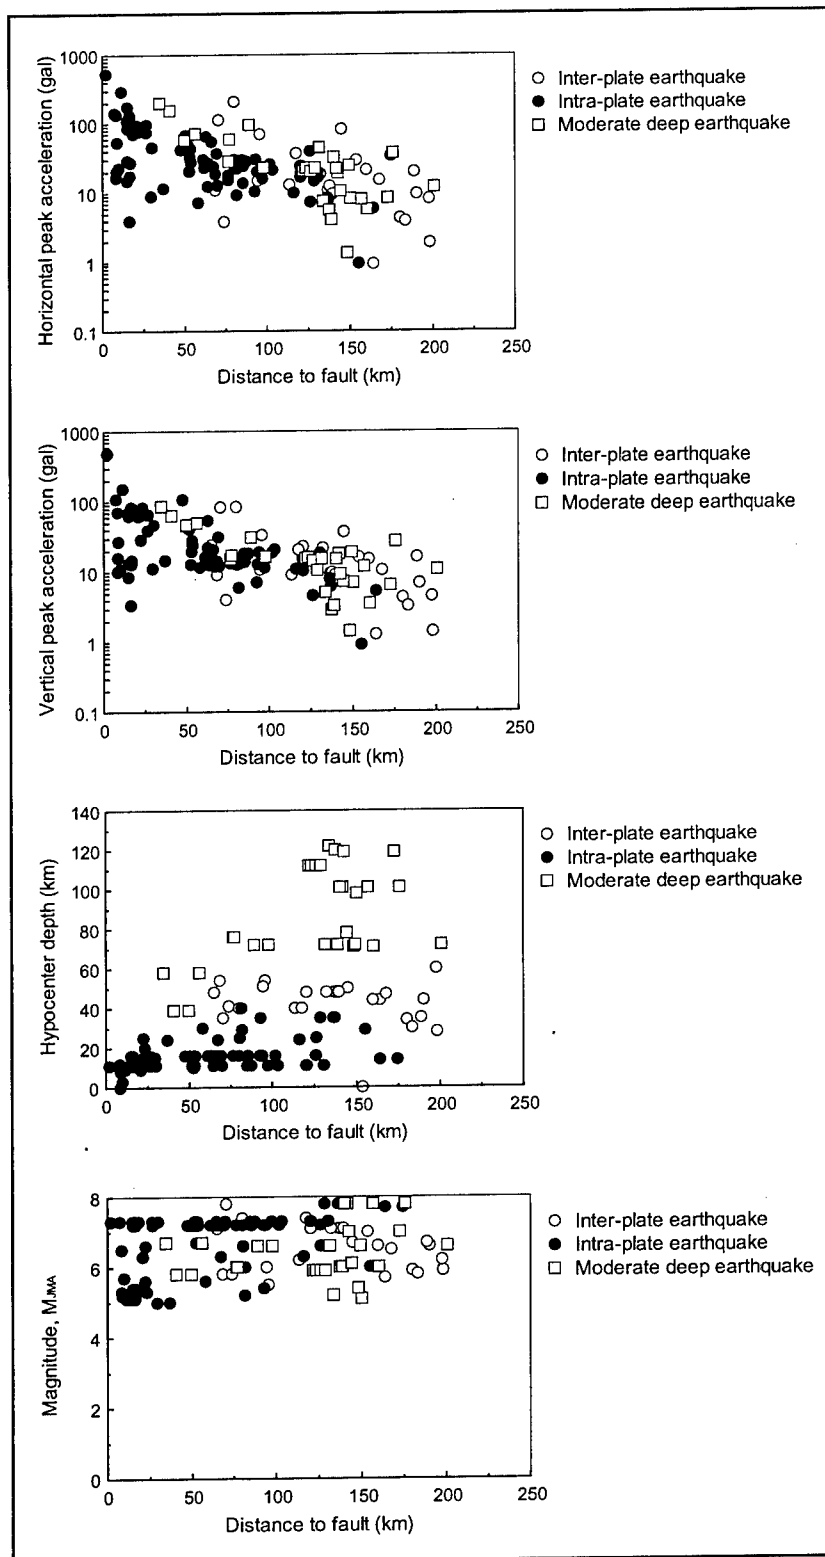 1000
100
10
1
0.1
Horizontal peak acceleration (gal)
0 50 100 150 200 250
Distance to fault (km)
Inter-plate earthquake
Intra-plate earthquake
Moderate deep earthquake
1000
100
10
1
0.1
Vertical peak acceleration (gal)
0 50 100 150 200 250
Distance to fault (km)
Inter-plate earthquake
Intra-plate earthquake
Moderate deep earthquake
140
120
100
80
60
40
20
0
Hypocenter depth (km)
0 50 100 150 200 250
Distance to fault (km)
Inter-plate earthquake
Intra-plate earthquake
Moderate deep earthquake
8
6
4
2
0
Magnitude, MJMA
0 50 100 150 200 250
Distance to fault (km)
Inter-plate earthquake
Intra-plate earthquake
Moderate deep earthquake